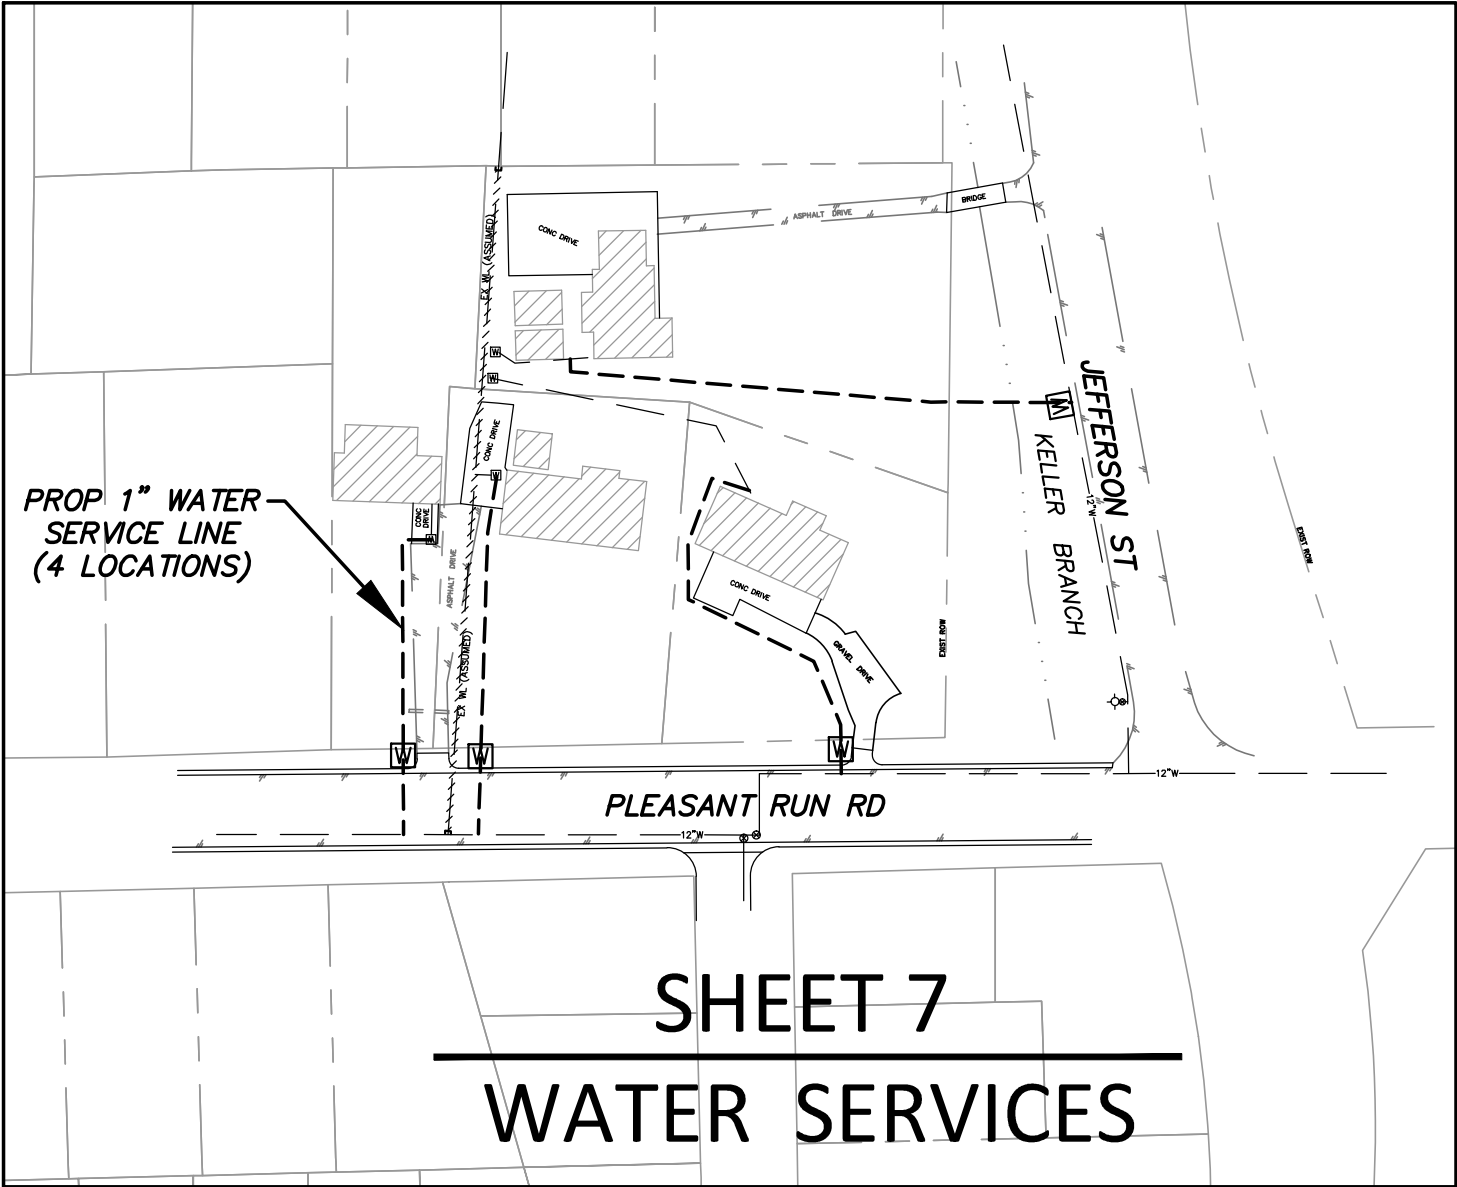 ASPHALT DRIVE
BRIDGE
CONC DRIVE
EX WL (ASSUMED)
W
W
W
JEFFERSON ST
KELLER BRANCH
12"W
CONC DRIVE
W
PROP 1” WATER
SERVICE LINE
(4 LOCATIONS)
CONC
DRIVE
W
ASPHALT DRIVE
EX WL (ASSUMED)
CONC DRIVE
GRAVEL DRIVE
EXIST ROW
EXIST ROW
W
W
W
12"W
PLEASANT RUN RD
12"W
SHEET 7
WATER SERVICES